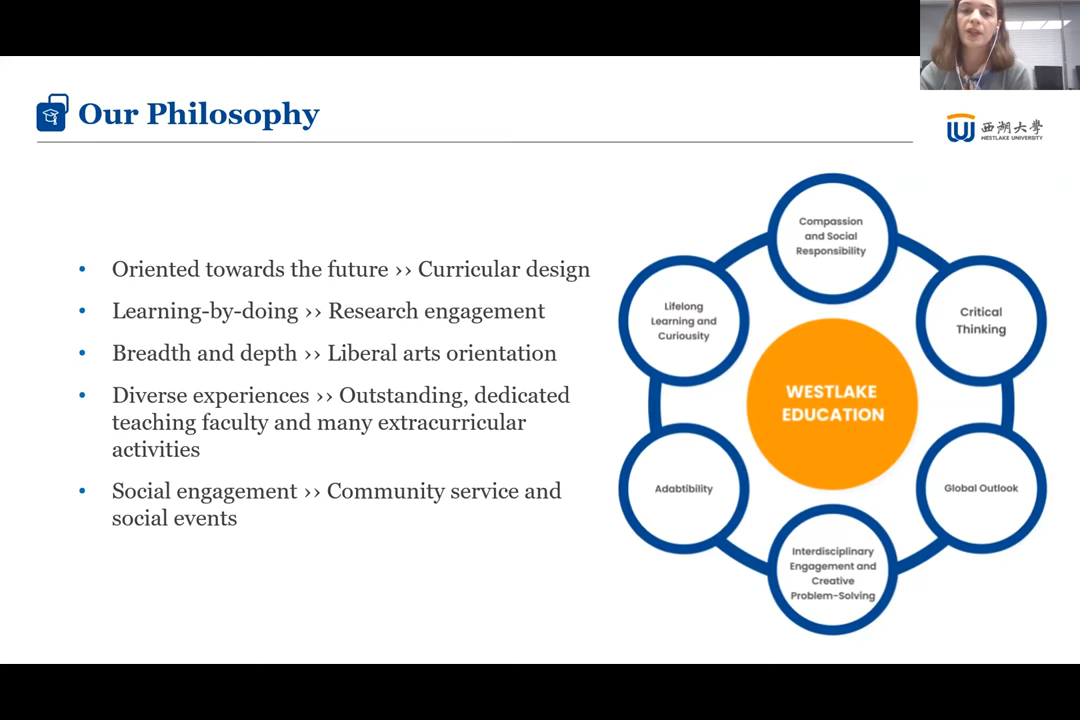 Our Philosophy
西湖大學
WESTLAKE UNIVERSITY
• Oriented towards the future ›› Curricular design
• Learning-by-doing ›› Research engagement
• Breadth and depth ›› Liberal arts orientation
• Diverse experiences ›› Outstanding, dedicated
teaching faculty and many extracurricular
activities
• Social engagement ›› Community service and
social events
Compassion
and Social
Responsibility
Critical
Thinking
Global Outlook
Interdisciplinary
Engagement and
Creative
Problem-Solving
Adabtibility
Lifelong
Learning and
Curiousity
WESTLAKE
EDUCATION